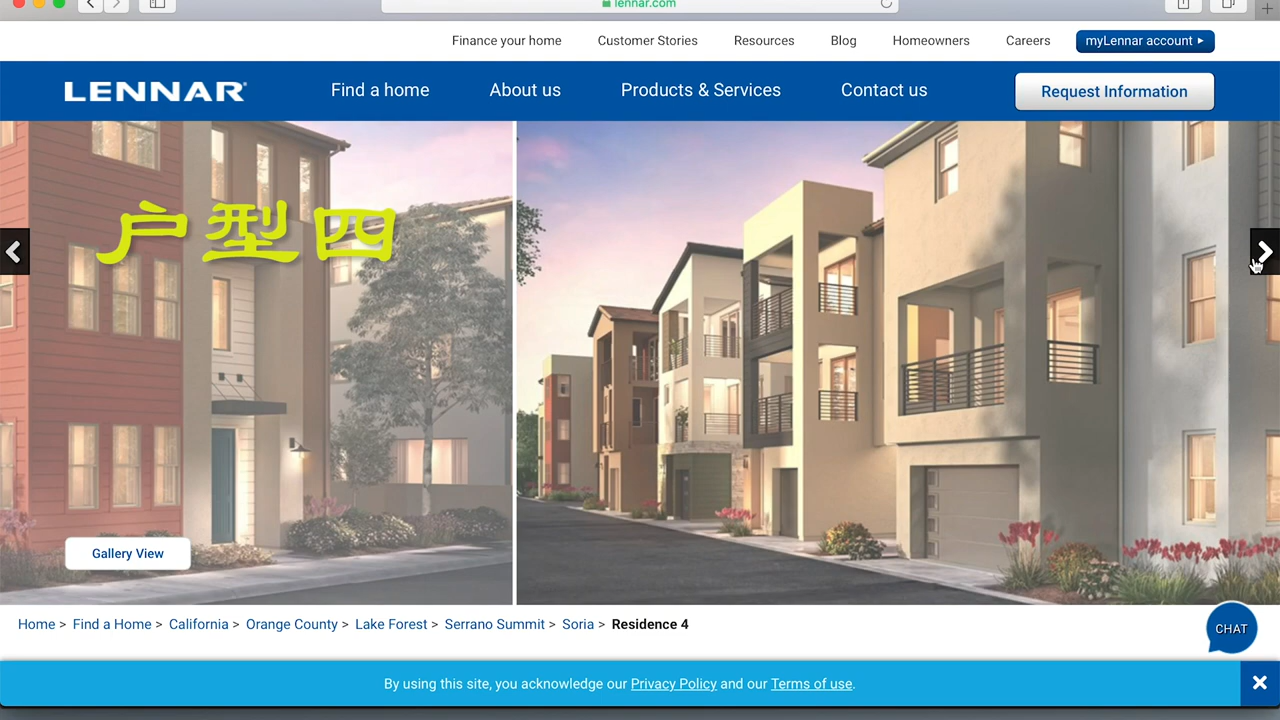 lennar.com
Finance your home Customer Stories Resources Blog Homeowners Careers myLennar account
LENNAR Find a home About us Products & Services Contact us Request Information
户型四
Gallery View
Home > Find a Home > California > Orange County > Lake Forest > Serrano Summit > Soria > Residence 4
CHAT
By using this site, you acknowledge our Privacy Policy and our Terms of use.